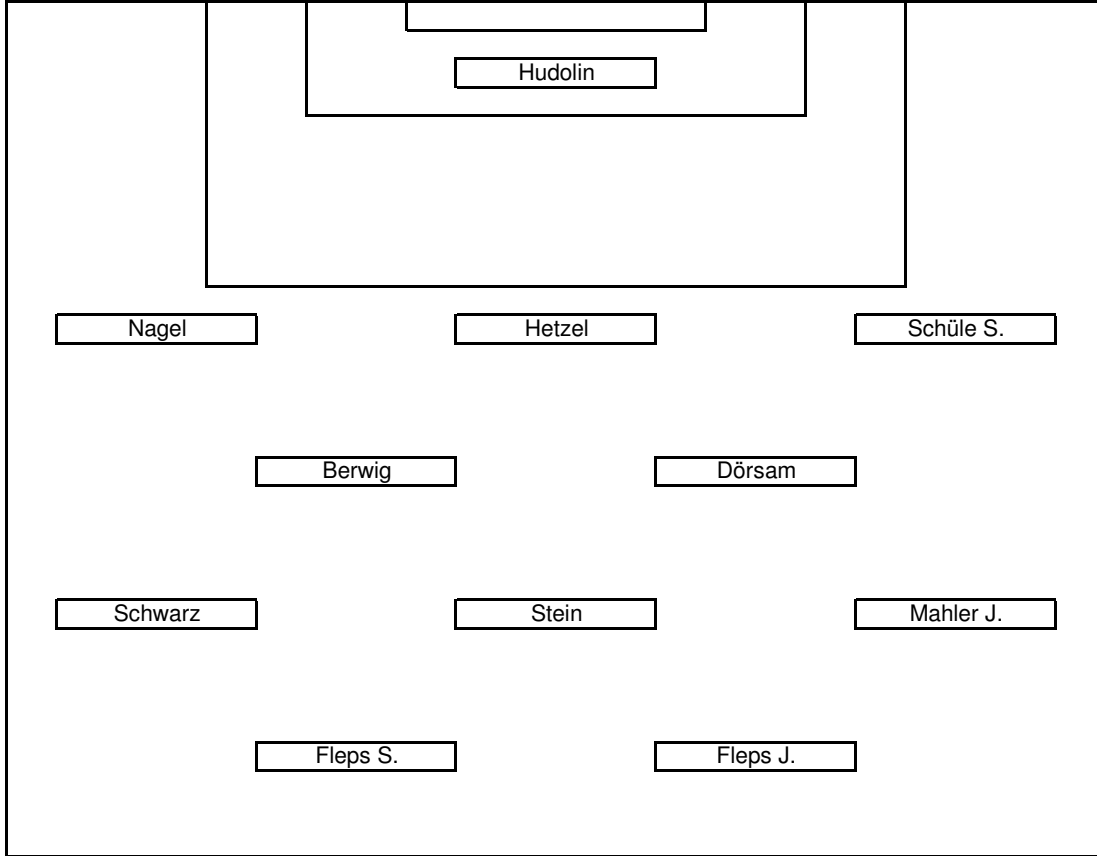 Hudolin
Nagel
Hetzel
Schüle S.
Berwig
Dörsam
Schwarz
Stein
Mahler J.
Fleps S.
Fleps J.